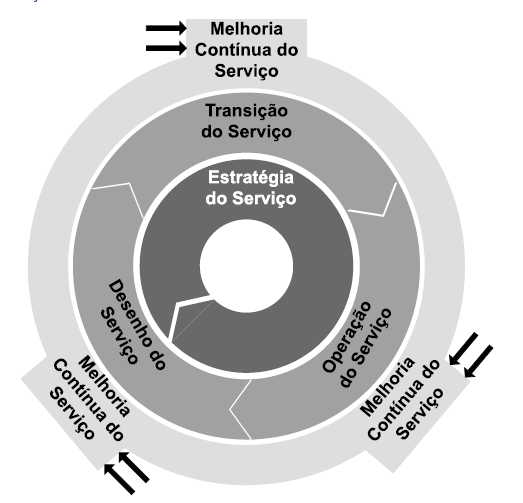 Melhoria
Contínua do
Serviço
Transição
do Serviço
Estratégia
do Serviço
Desenho do
Serviço
Operação
do Serviço
Melhoria
Contínua do
Serviço
Melhoria
Contínua do
Serviço